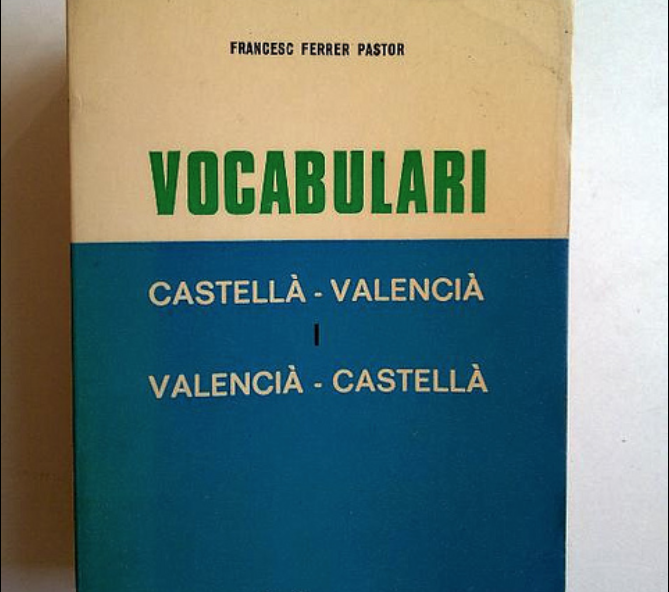 FRANCESC FERRER PASTOR
VOCABULARI
CASTELLÀ - VALENCIÀ
I
VALENCIÀ - CASTELLÀ